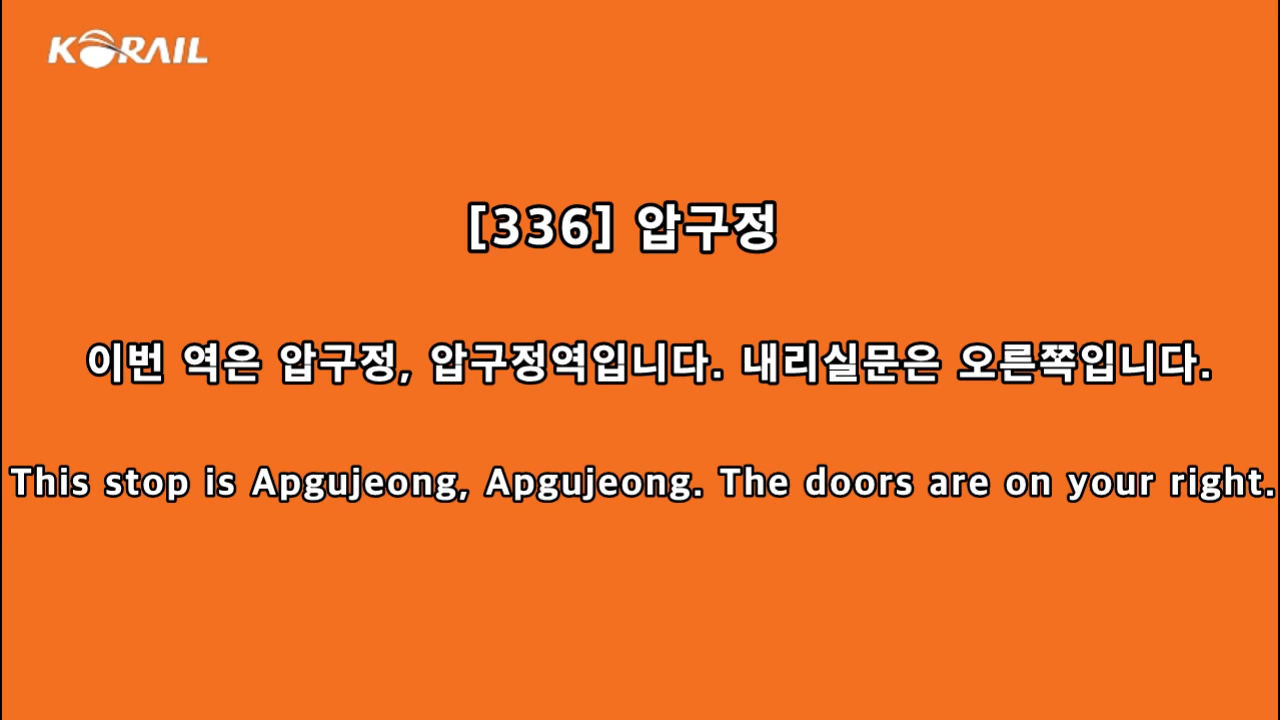 KORAIL
[336] 압구정
이번 역은 압구정, 압구정역입니다. 내리실문은 오른쪽입니다.
This stop is Apgujeong, Apgujeong. The doors are on your right.